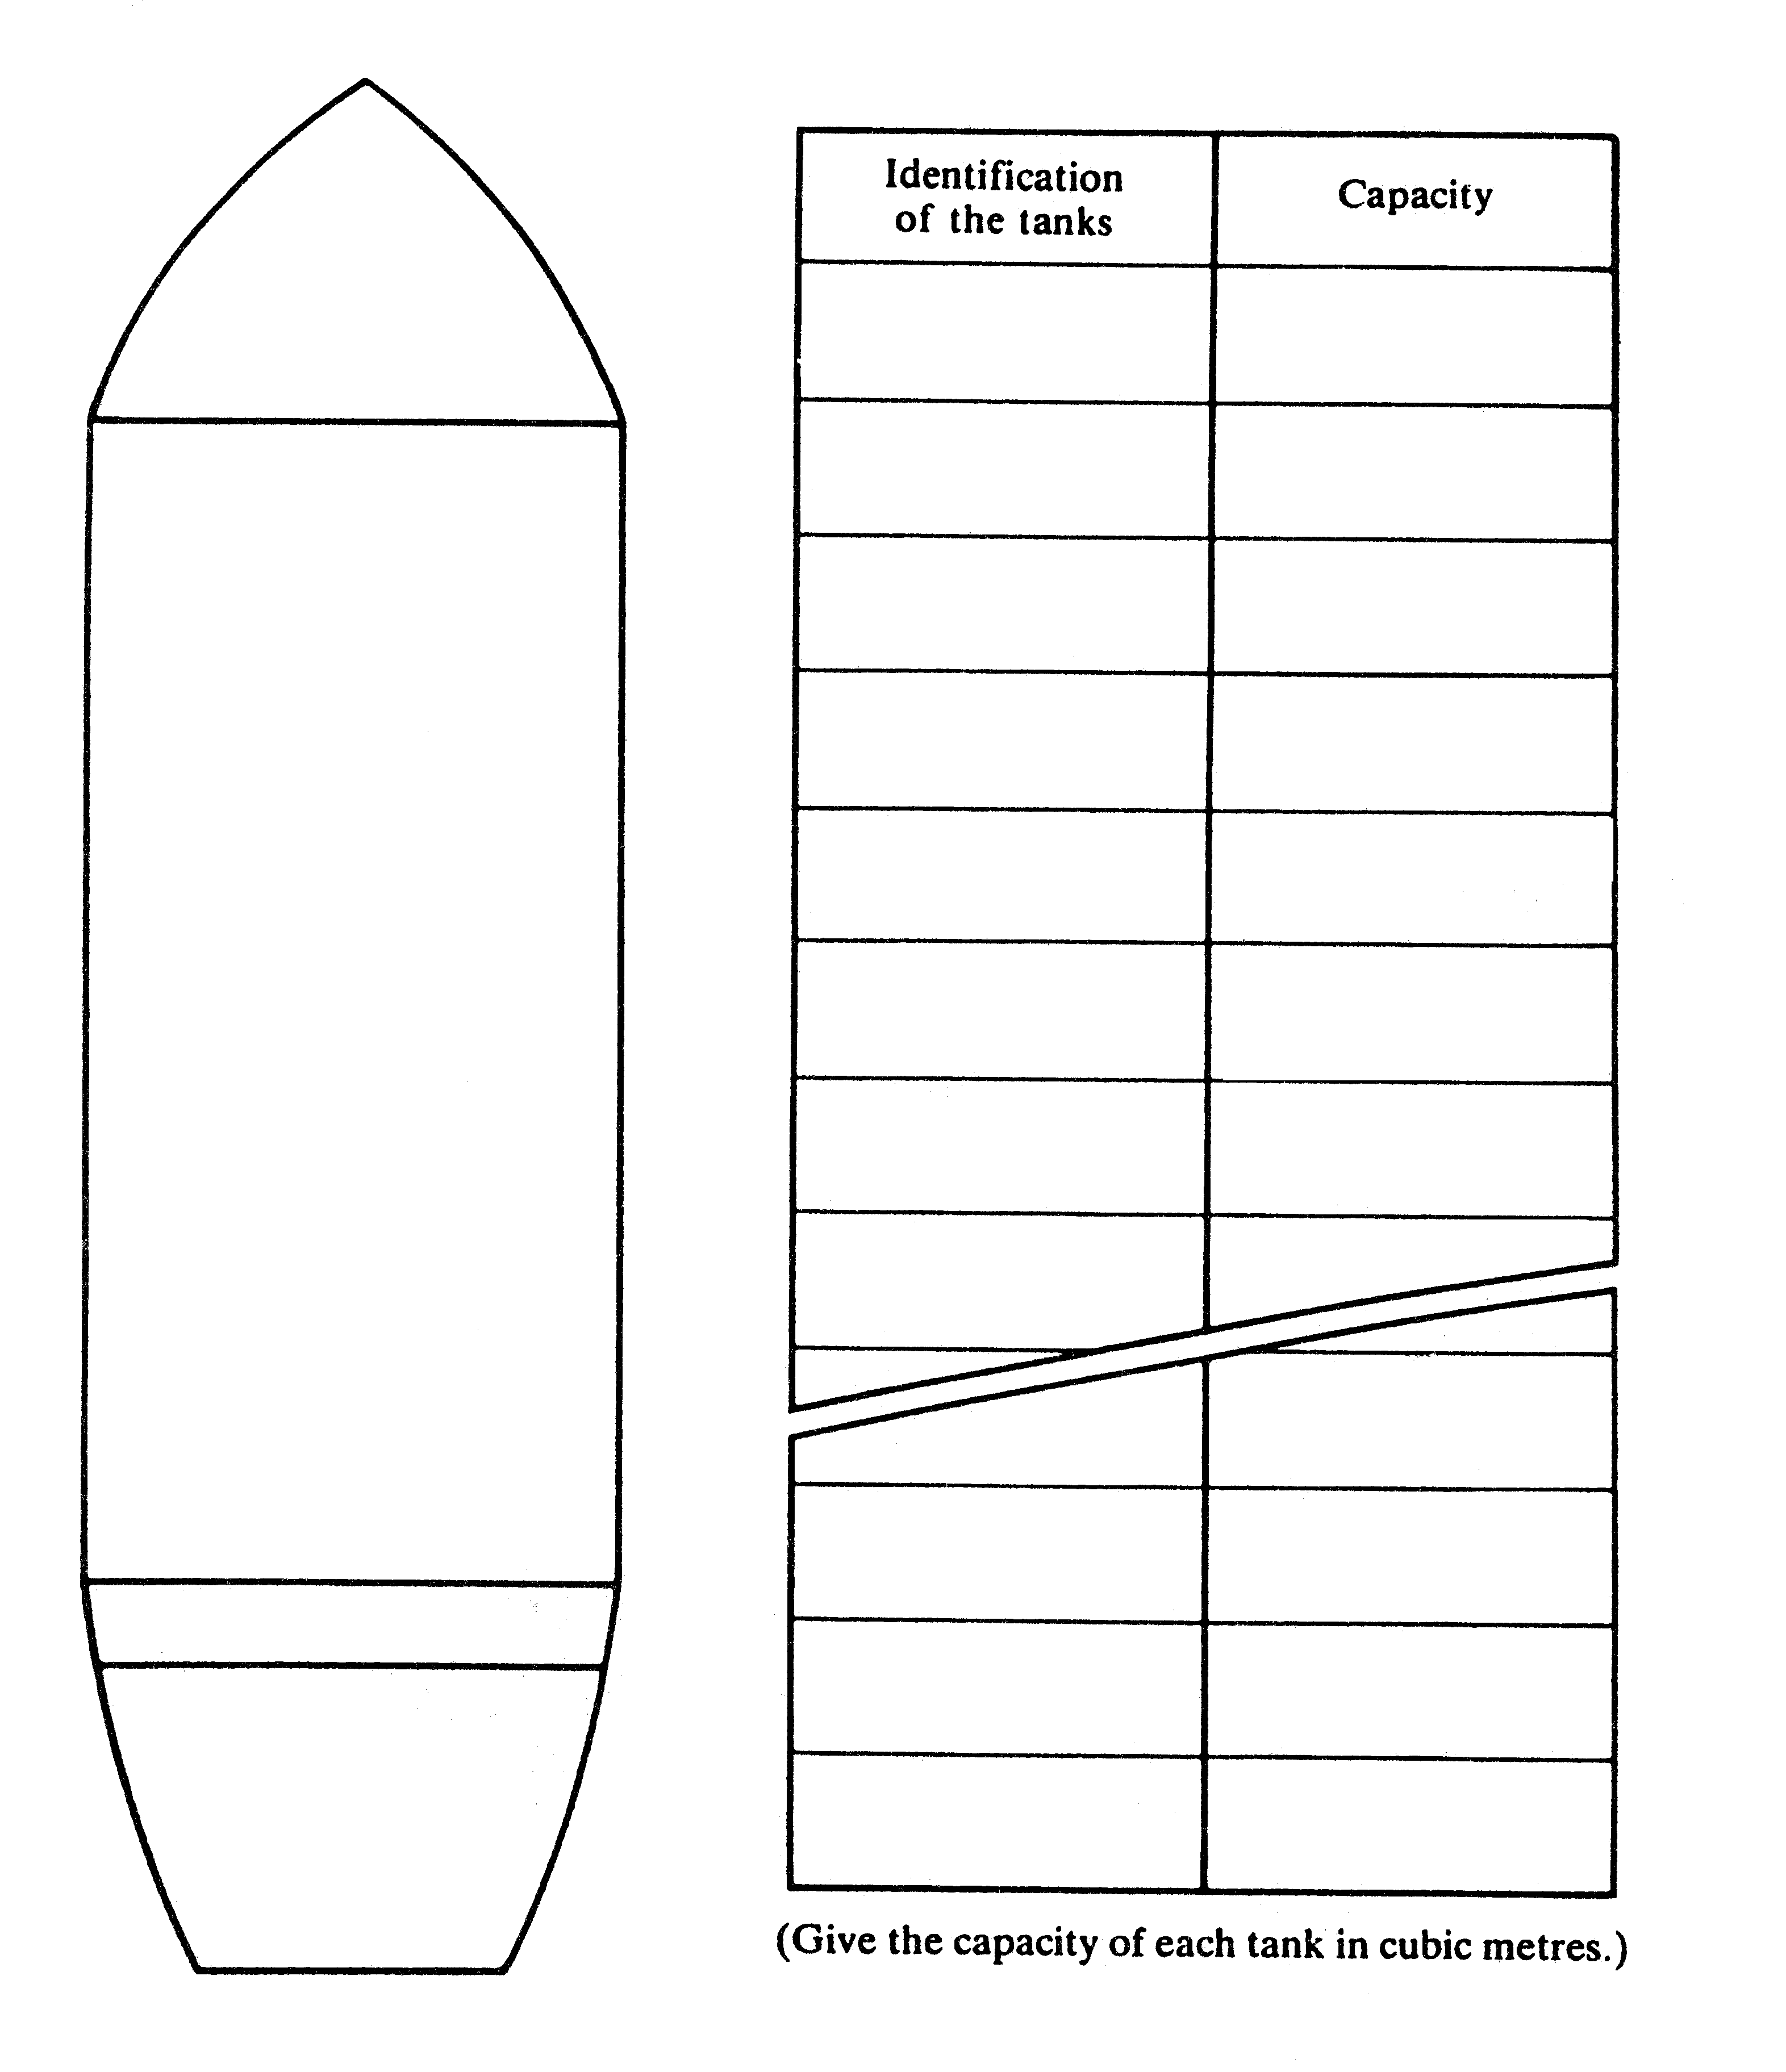 Identification
of the tanks
Capacity
(Give the capacity of each tank in cubic metres.)